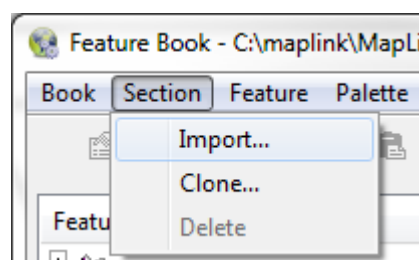 Feature Book - C:\maplink\MapLi
Book Section Feature Palette
Import...
Clone...
Featu Delete